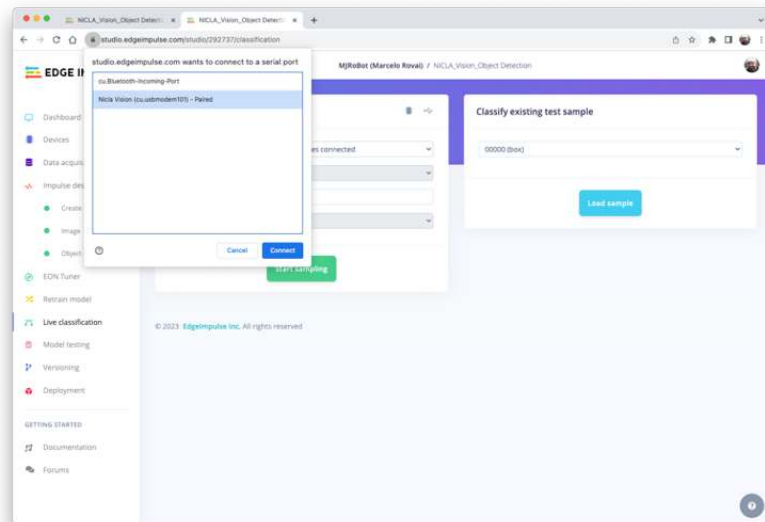 NICLA_Vision_Object Detecti
NICLA_Vision_Object Detecti
studio.edgeimpulse.com/studio/292737/classification
studio.edgeimpulse.com wants to connect to a serial port
cu.Bluetooth-Incoming-Port
Nicla Vision (cu.usbmodem101) - Paired
Cancel
Connect
EDGE IM
MJRoBot (Marcelo Rovai) / NICLA_Vision_Object Detection
Dashboard
Devices
Data acquis
Impulse des
Create
Image
Object
EON Tuner
Retrain model
Live classification
Model testing
Versioning
Deployment
GETTING STARTED
Documentation
Forums
es connected
Start sampling
© 2023 EdgeImpulse Inc. All rights reserved
Classify existing test sample
00000 (box)
Load sample